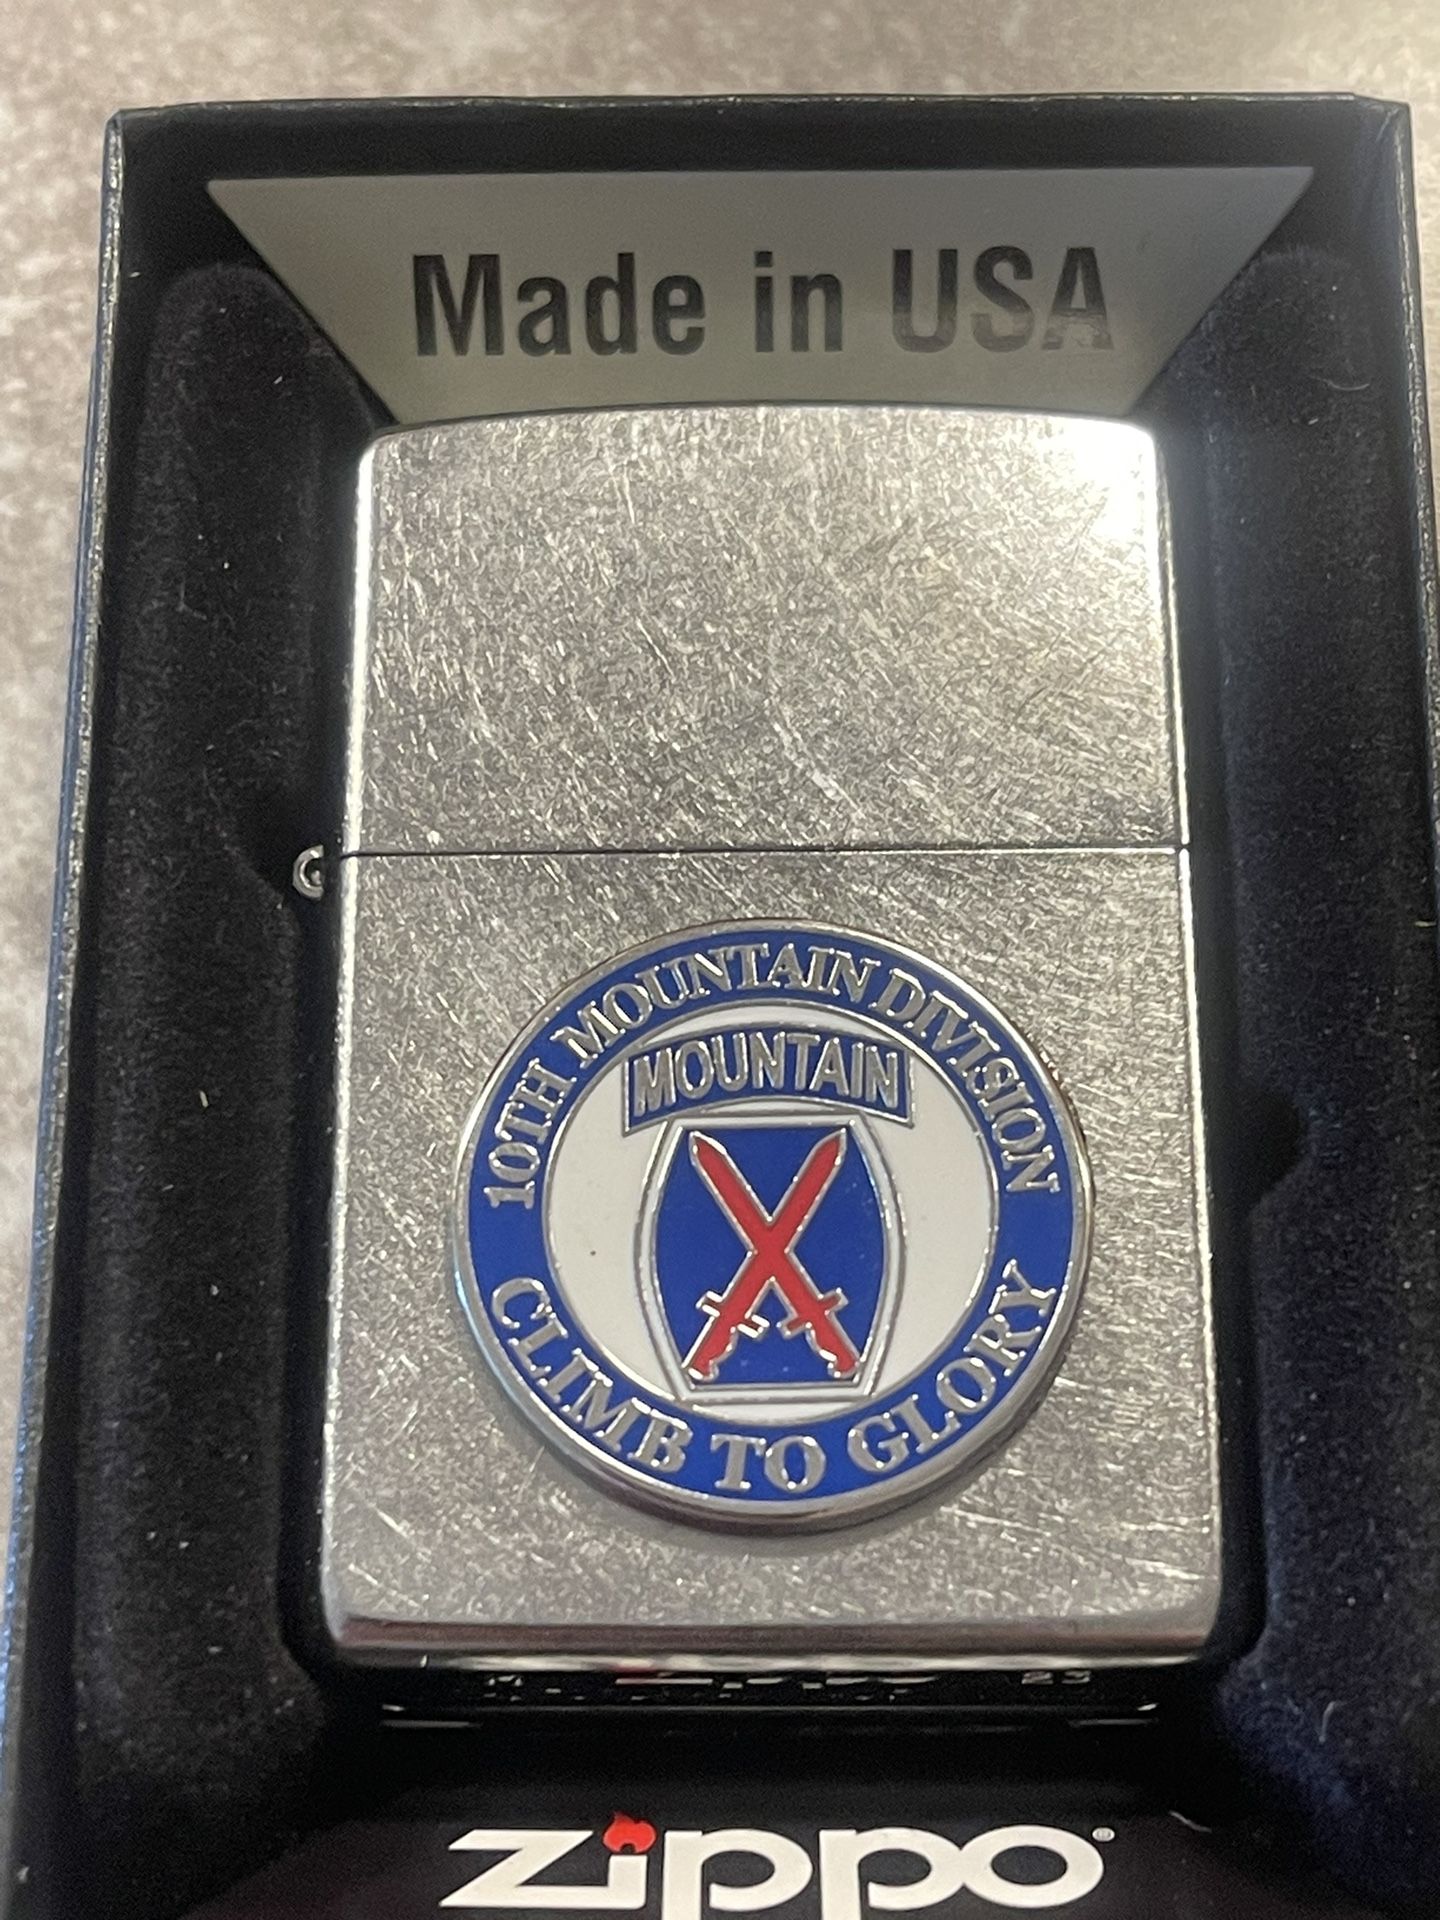 Made in USA
10TH MOUNTAIN DIVISION
MOUNTAIN
CLIMB TO GLORY
zippo®